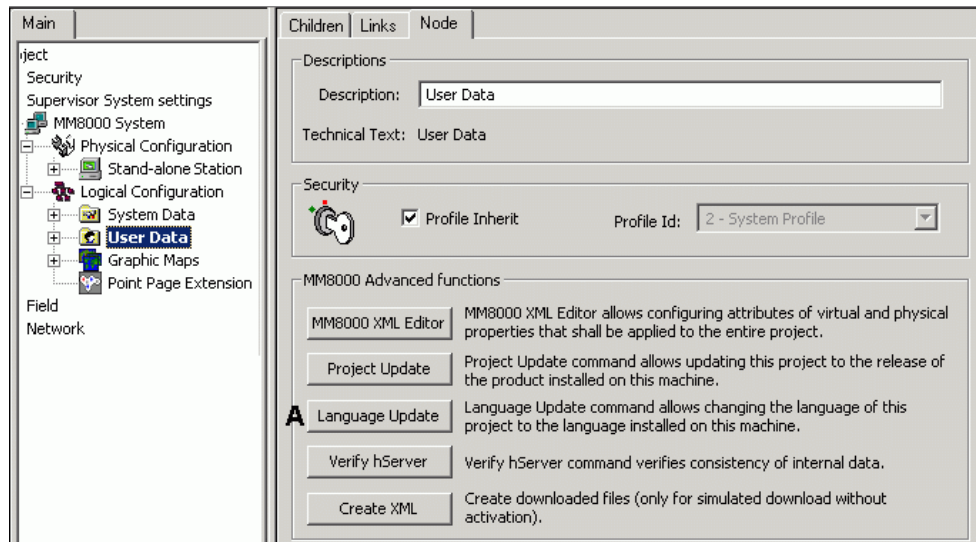 Main
ject
Security
Supervisor System settings
MM8000 System
Physical Configuration
Stand-alone Station
Logical Configuration
System Data
User Data
Graphic Maps
Point Page Extension
Field
Network
Children Links Node
Descriptions
Description: User Data
Technical Text: User Data
Security
Profile Inherit Profile Id: 2 - System Profile
MM8000 Advanced functions
MM8000 XML Editor MM8000 XML Editor allows configuring attributes of virtual and physical
properties that shall be applied to the entire project.
Project Update Project Update command allows updating this project to the release of
the product installed on this machine.
A Language Update Language Update command allows changing the language of this
project to the language installed on this machine.
Verify hServer Verify hServer command verifies consistency of internal data.
Create XML Create downloaded files (only for simulated download without
activation).